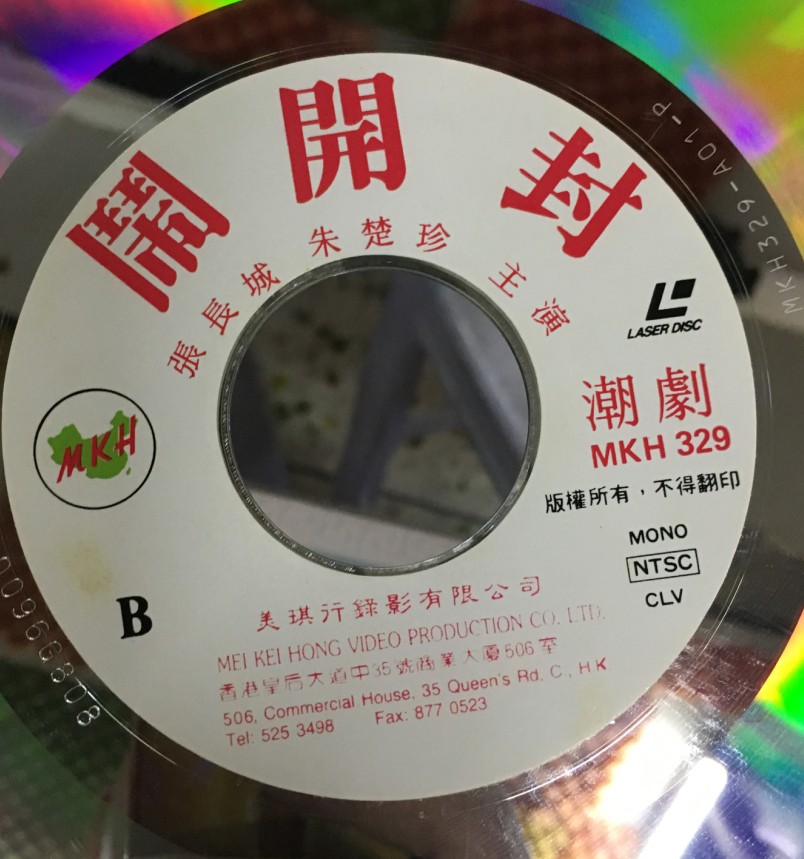 鬧開封
張長城 朱楚珍 主演
LASER DISC
潮劇
MKH 329
版權所有，不得翻印
MONO
NTSC
CLV
MKH
B
美琪行錄影有限公司
MEI KEI HONG VIDEO PRODUCTION CO. LTD.
香港皇后大道中35號商業大廈506室
506, Commercial House, 35 Queen's Rd. C., H.K
Tel: 525 3498 Fax: 877 0523
MKH329-A01-P